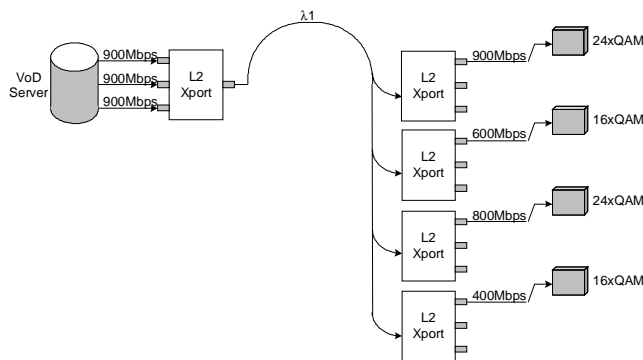 λ1
900Mbps
900Mbps
900Mbps
VoD
Server
L2
Xport
L2
Xport
900Mbps
24xQAM
L2
Xport
600Mbps
16xQAM
L2
Xport
800Mbps
24xQAM
L2
Xport
400Mbps
16xQAM